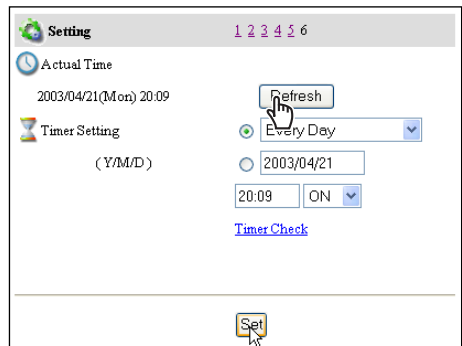 Setting 1 2 3 4 5 6
Actual Time
2003/04/21(Mon) 20:09 Refresh
Timer Setting Every Day
( Y/M/D ) 2003/04/21
20:09 ON
Timer Check
Set